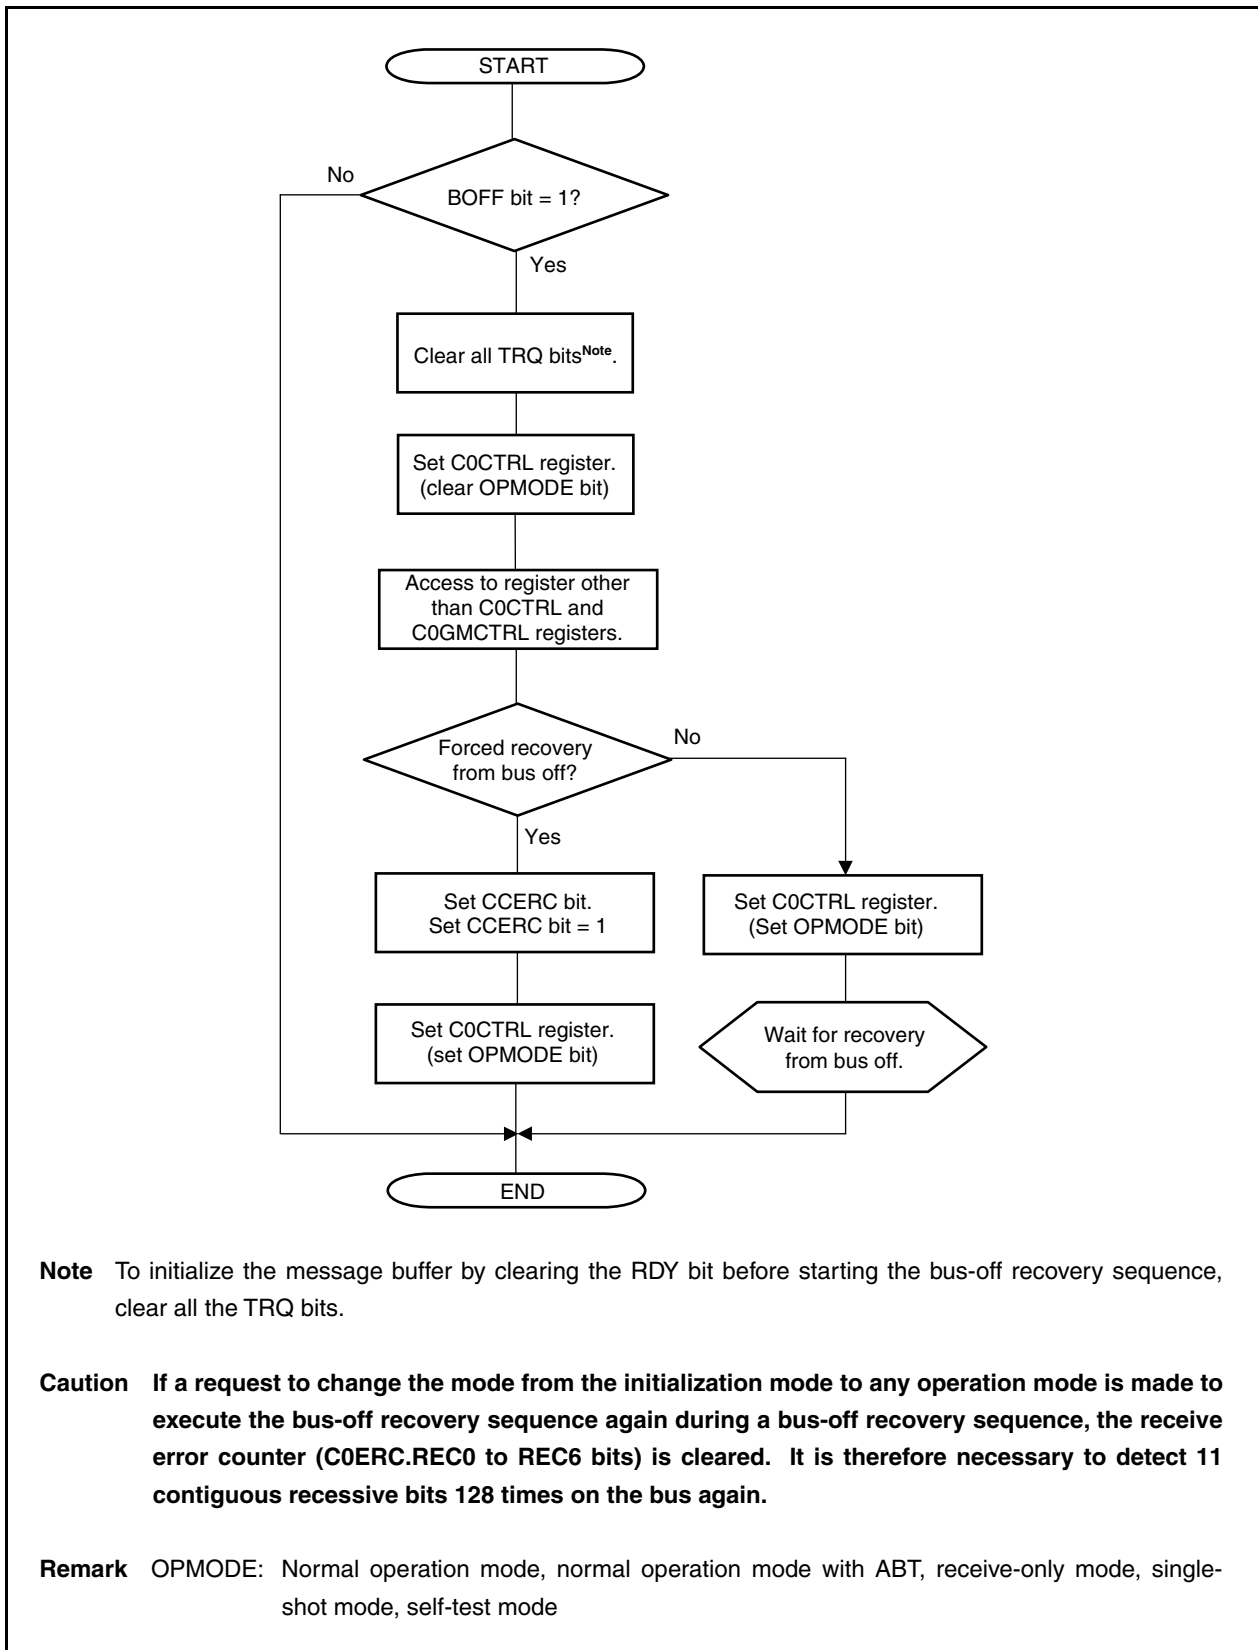 START
No
BOFF bit = 1?
Yes
Clear all TRQ bitsNote.
Set C0CTRL register.
(clear OPMODE bit)
Access to register other
than C0CTRL and
C0GMCTRL registers.
Forced recovery
from bus off?
No
Yes
Set CCERC bit.
Set CCERC bit = 1
Set C0CTRL register.
(Set OPMODE bit)
Set C0CTRL register.
(set OPMODE bit)
Wait for recovery
from bus off.
END
Note To initialize the message buffer by clearing the RDY bit before starting the bus-off recovery sequence,
clear all the TRQ bits.
Caution If a request to change the mode from the initialization mode to any operation mode is made to
execute the bus-off recovery sequence again during a bus-off recovery sequence, the receive
error counter (C0ERC.REC0 to REC6 bits) is cleared. It is therefore necessary to detect 11
contiguous recessive bits 128 times on the bus again.
Remark OPMODE: Normal operation mode, normal operation mode with ABT, receive-only mode, single-
shot mode, self-test mode